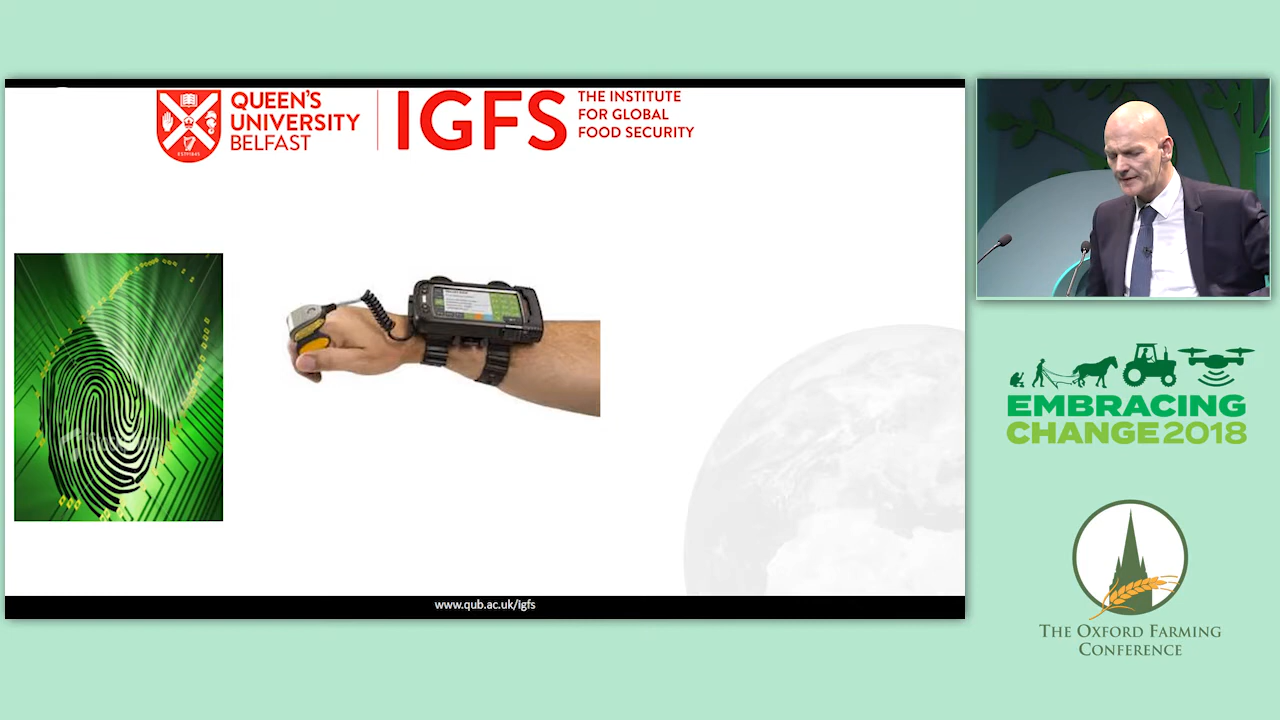 QUEEN'S
UNIVERSITY
BELFAST
IGFS
THE INSTITUTE
FOR GLOBAL
FOOD SECURITY
www.qub.ac.uk/igfs
EMBRACING
CHANGE 2018
THE OXFORD FARMING
CONFERENCE